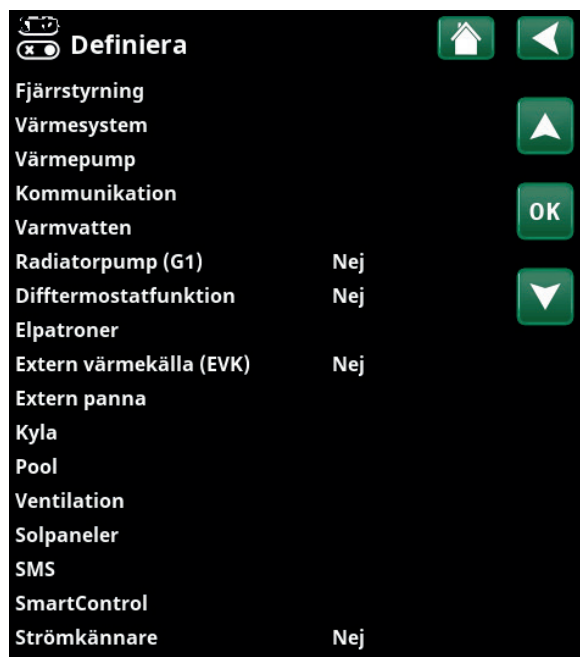 Definiera
Fjärrstyrning
Värmesystem
Värmepump
Kommunikation
OK
Varmvatten
Radiatorpump (G1) Nej
Difftermostatfunktion Nej
Elpatroner
Extern värmekälla (EVK) Nej
Extern panna
Kyla
Pool
Ventilation
Solpaneler
SMS
SmartControl
Strömkännare Nej